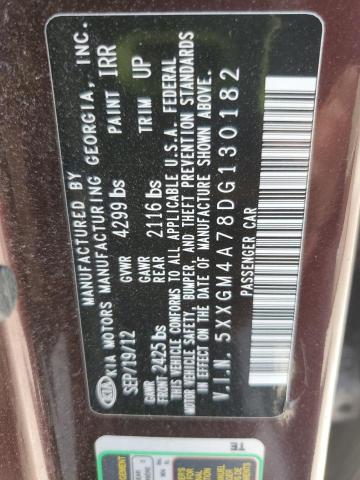 MANUFACTURED BY
KIA MOTORS MANUFACTURING GEORGIA, INC.
SEP/19/12 GVWR 4299 lbs PAINT IRR
GAWR FRONT 2425 lbs GAWR REAR 2116 lbs TRIM UP
THIS VEHICLE CONFORMS TO ALL APPLICABLE U.S.A. FEDERAL
MOTOR VEHICLE SAFETY, BUMPER, AND THEFT PREVENTION STANDARDS
IN EFFECT ON THE DATE OF MANUFACTURE SHOWN ABOVE.
V.I.N. 5XXGM4A78DG130182
PASSENGER CAR
TE